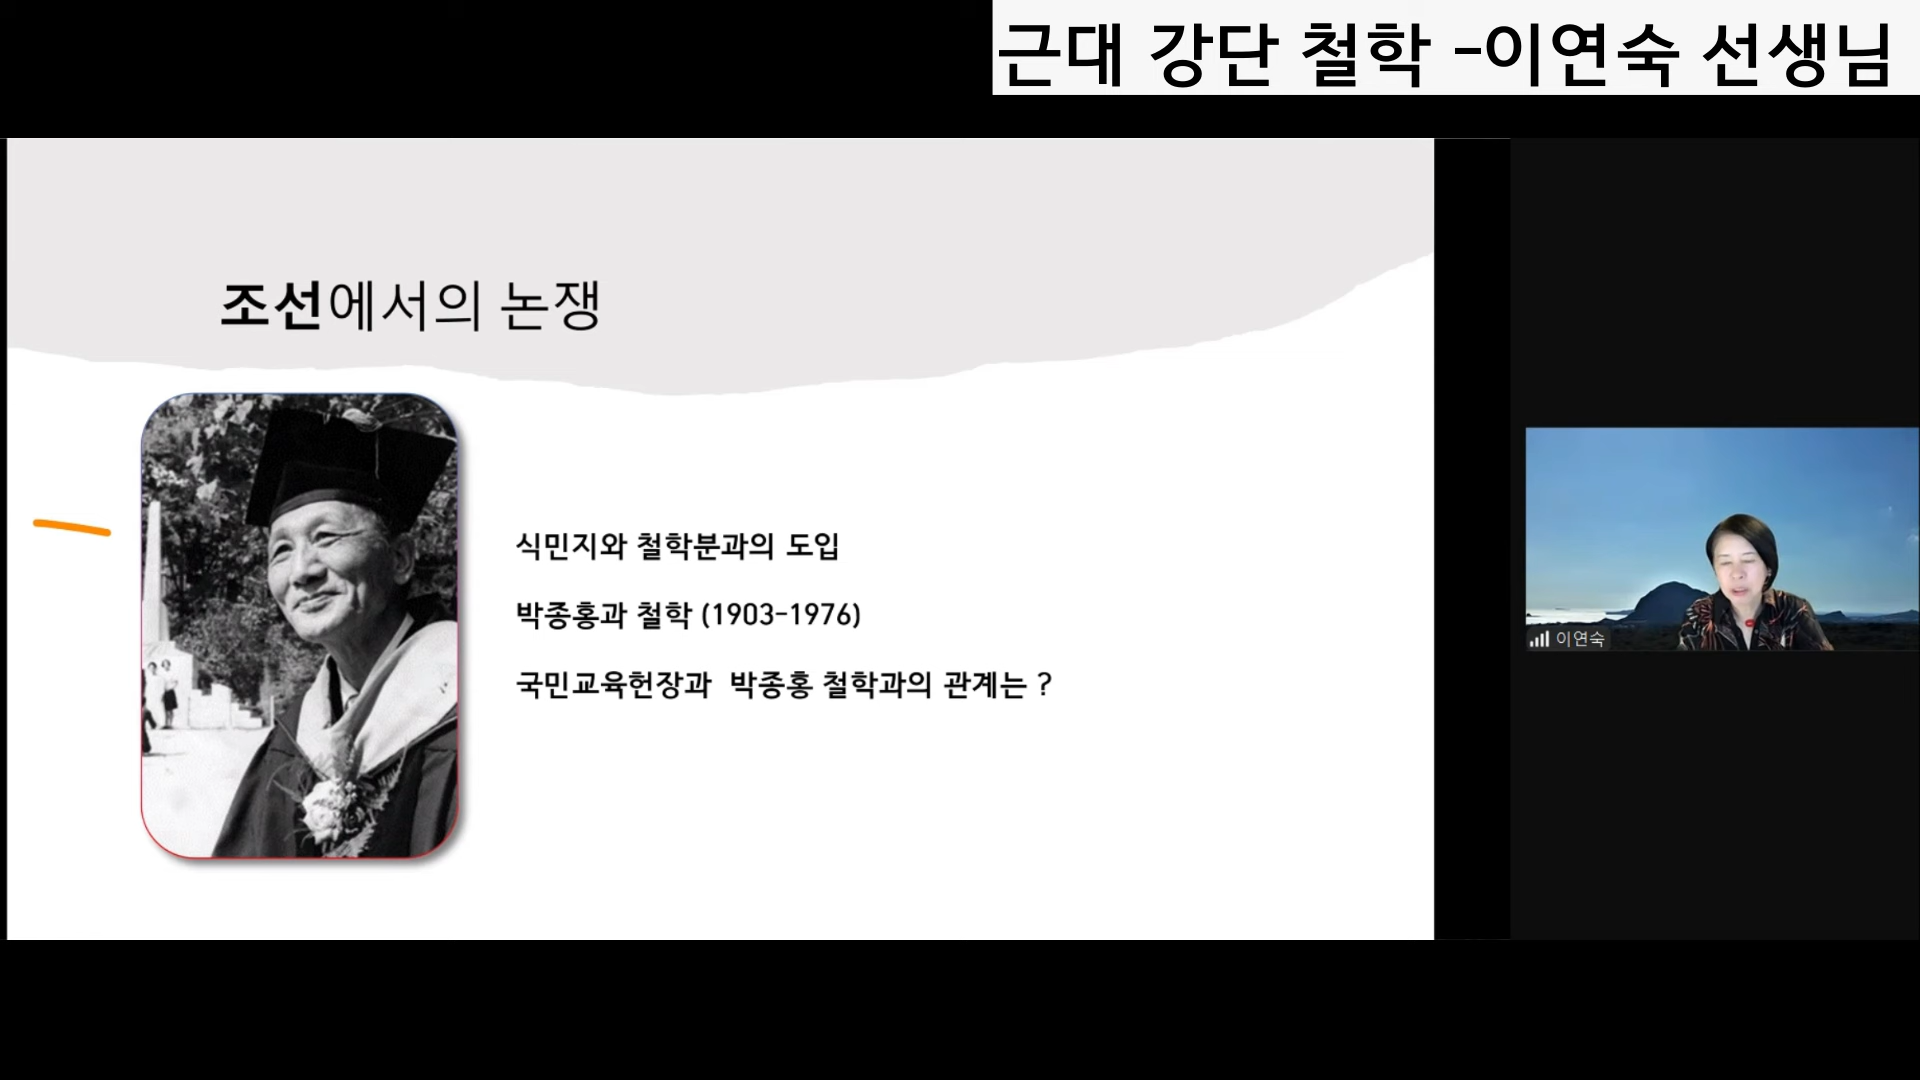 근대 강단 철학 -이연숙 선생님
조선에서의 논쟁
식민지와 철학분과의 도입
박종홍과 철학 (1903-1976)
국민교육헌장과 박종홍 철학과의 관계는 ?
이연숙